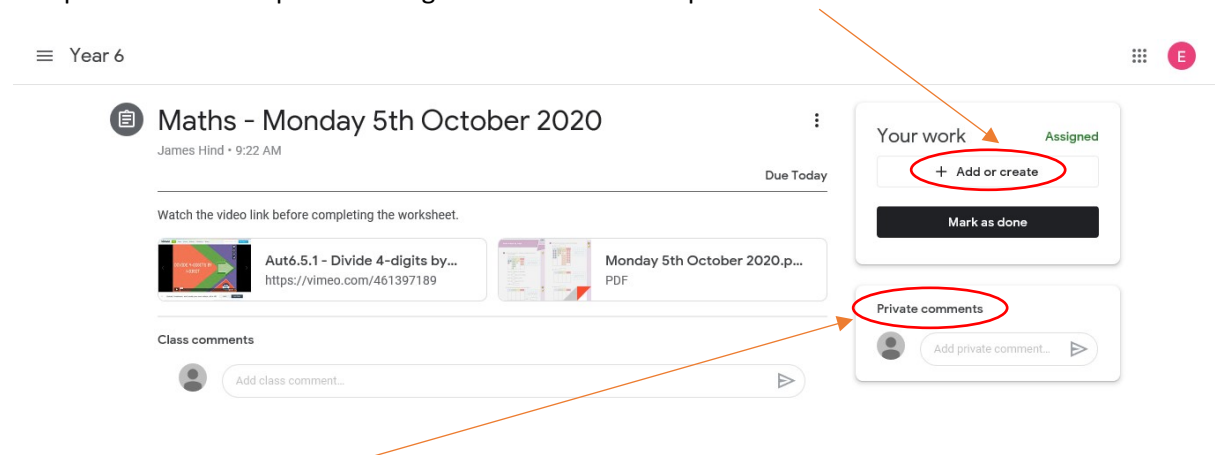 Year 6
E
Maths - Monday 5th October 2020
James Hind • 9:22 AM
Due Today
Watch the video link before completing the worksheet.
Aut6.5.1 - Divide 4-digits by...
https://vimeo.com/461397189
Monday 5th October 2020.p...
PDF
Class comments
Add class comment...
Your work
Assigned
+ Add or create
Mark as done
Private comments
Add private comment...